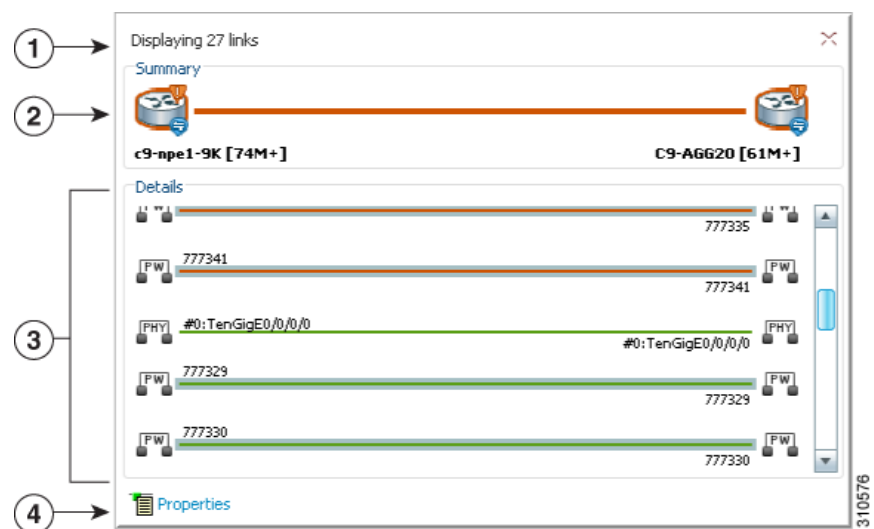 1
Displaying 27 links
Summary
2
c9-npe1-9K [74M+]
C9-AGG20 [61M+]
Details
777335
PW
777341
PW
777341
3
PHY
#0:TenGigE0/0/0/0
PHY
#0:TenGigE0/0/0/0
PW
777329
PW
777329
PW
777330
PW
777330
4
Properties
310576